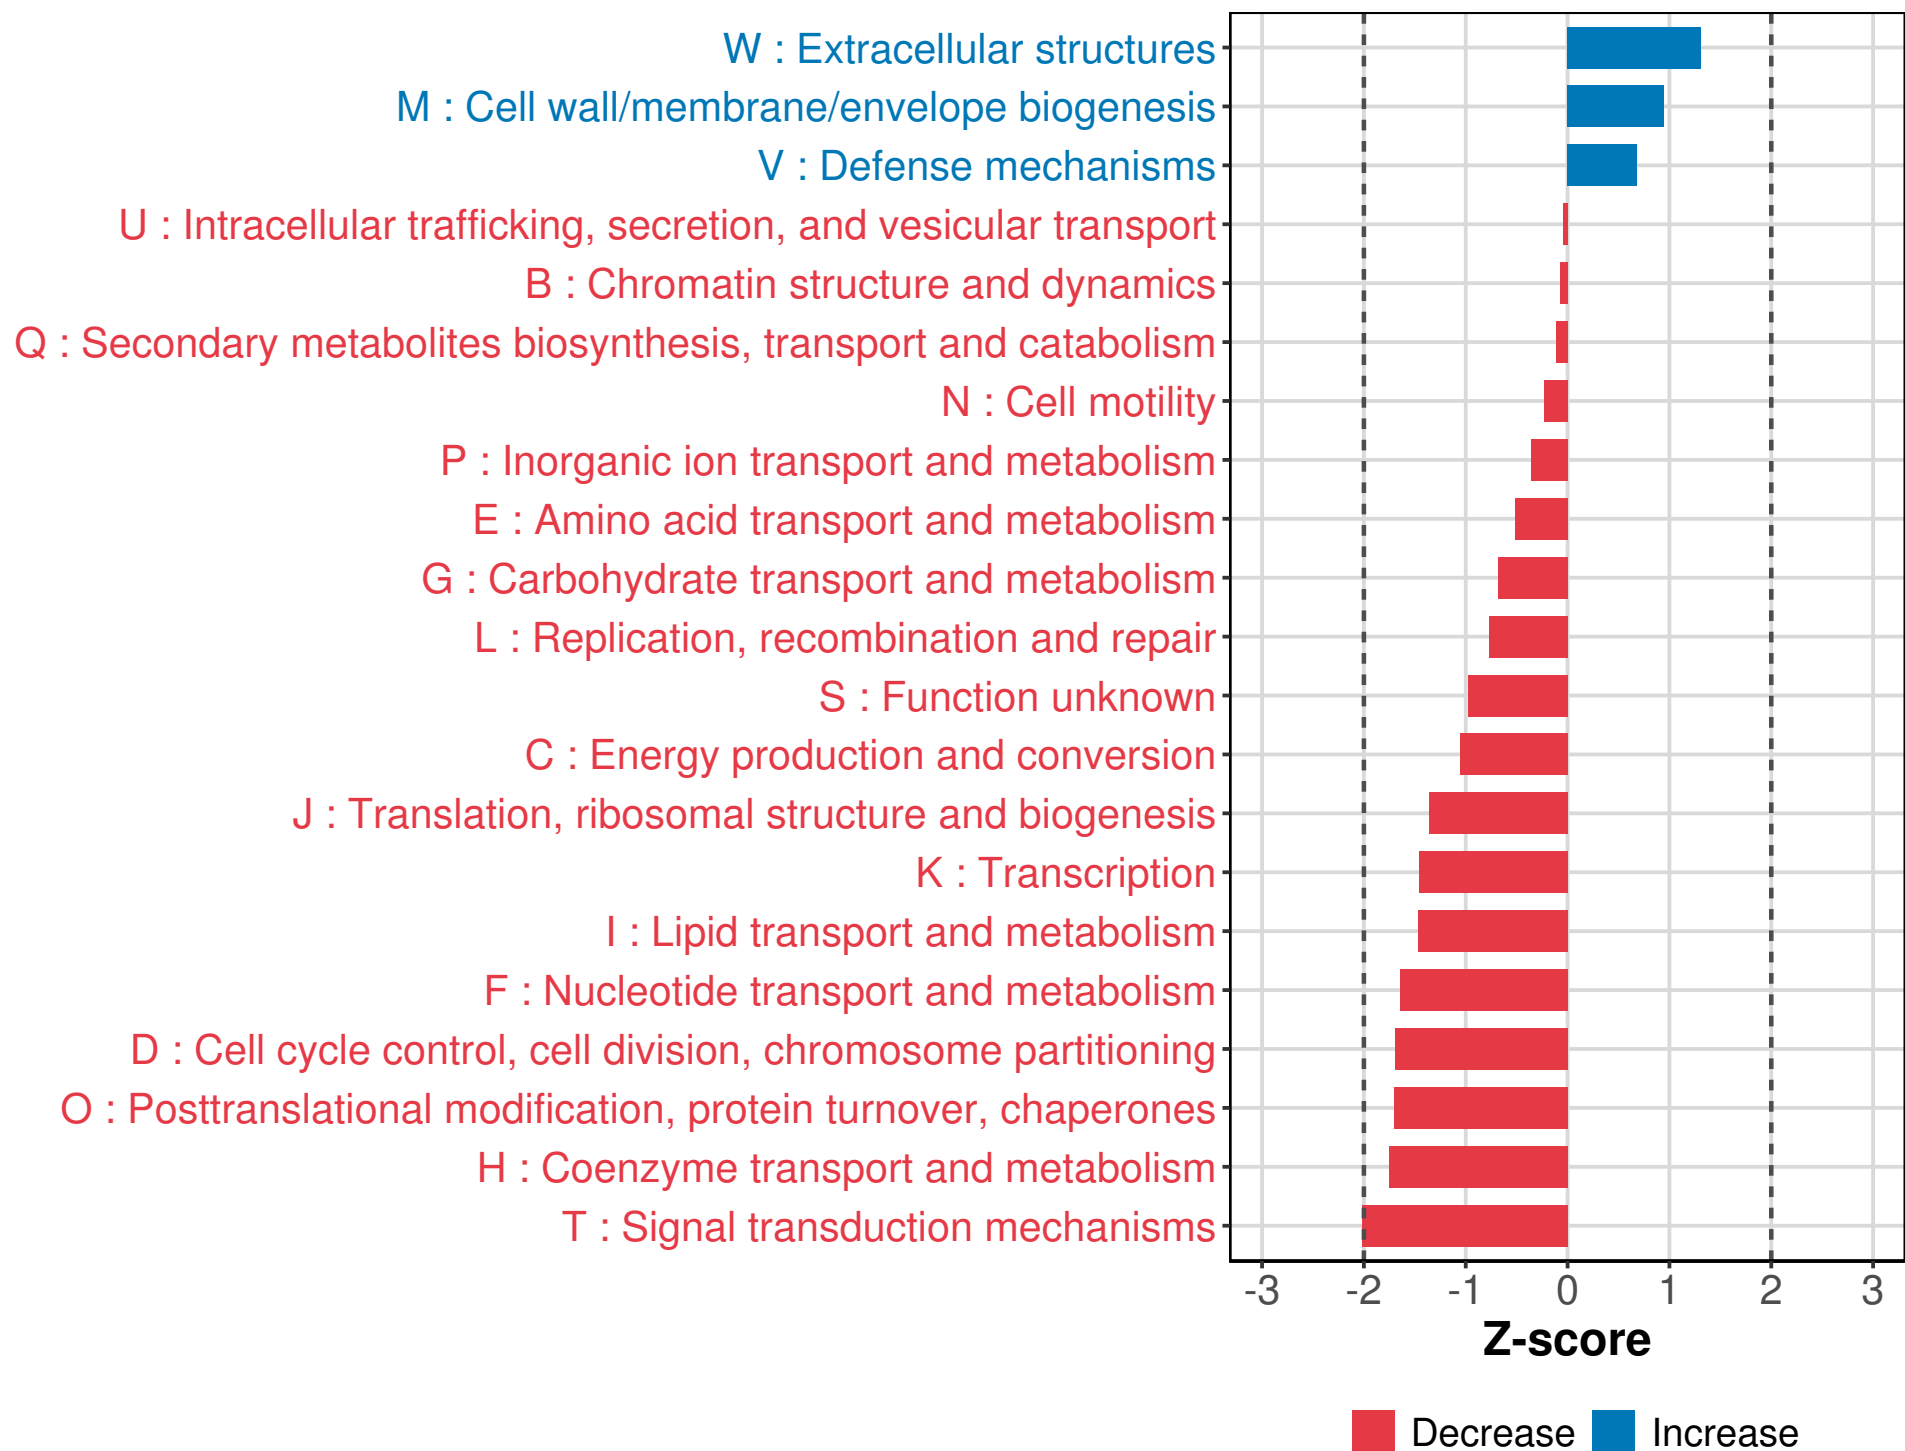 W : Extracellular structures
M : Cell wall/membrane/envelope biogenesis
V : Defense mechanisms
U : Intracellular trafficking, secretion, and vesicular transport
B : Chromatin structure and dynamics
Q : Secondary metabolites biosynthesis, transport and catabolism
N : Cell motility
P : Inorganic ion transport and metabolism
E : Amino acid transport and metabolism
G : Carbohydrate transport and metabolism
L : Replication, recombination and repair
S : Function unknown
C : Energy production and conversion
J : Translation, ribosomal structure and biogenesis
K : Transcription
I : Lipid transport and metabolism
F : Nucleotide transport and metabolism
D : Cell cycle control, cell division, chromosome partitioning
O : Posttranslational modification, protein turnover, chaperones
H : Coenzyme transport and metabolism
T : Signal transduction mechanisms
-3 -2 -1 0 1 2 3
Z-score
Decrease Increase